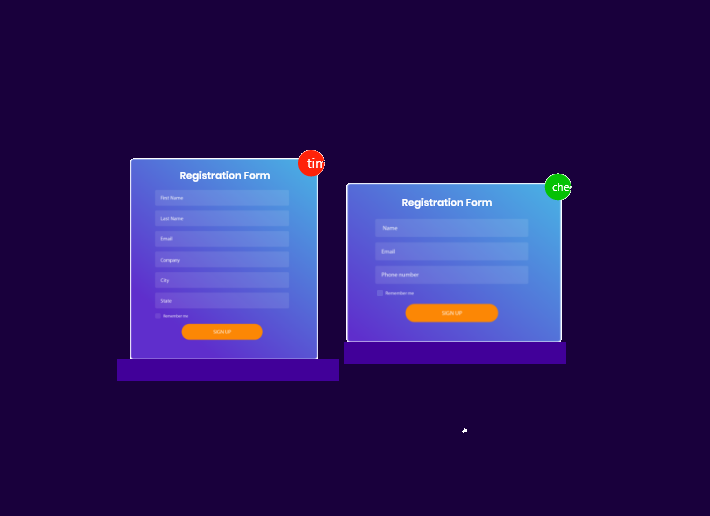 tin
Registration Form
First Name
Last Name
Email
Company
City
State
Remember me
SIGN UP
che
Registration Form
Name
Email
Phone number
Remember me
SIGN UP